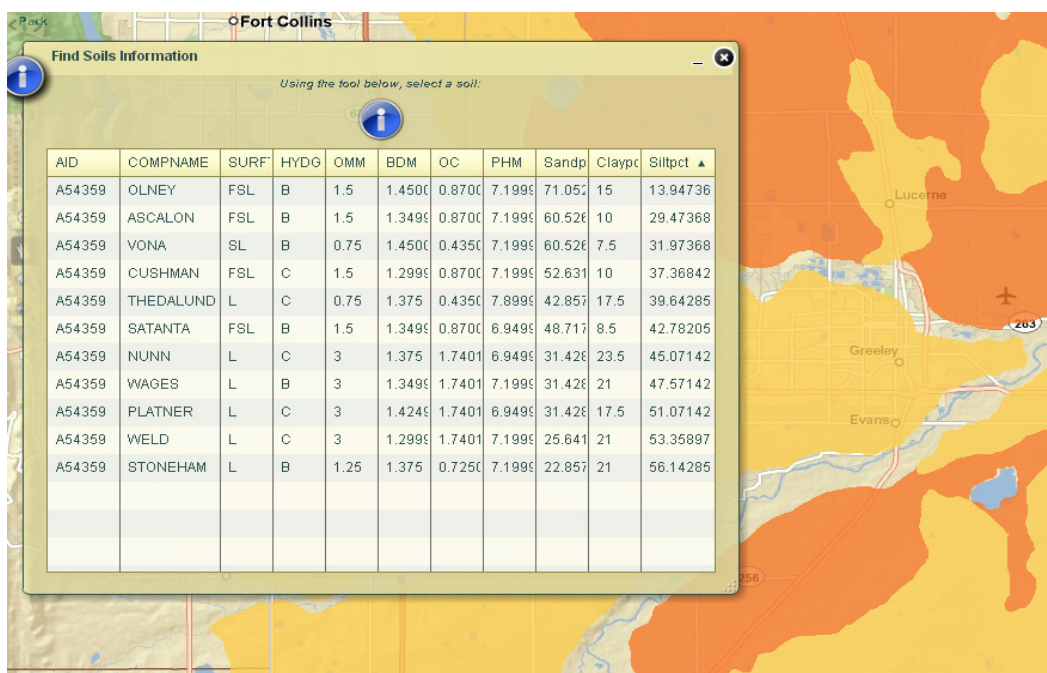 Park
Fort Collins
Find Soils Information
Using the tool below, select a soil:
AID COMPNAME SURFT HYDG OMM BDM OC PHM Sandp Claypc Siltpct
A54359 OLNEY FSL B 1.5 1.4500 0.8700 7.1999 71.052 15 13.94736
A54359 ASCALON FSL B 1.5 1.3499 0.8700 7.1999 60.526 10 29.47368
A54359 VONA SL B 0.75 1.4500 0.4350 7.1999 60.526 7.5 31.97368
A54359 CUSHMAN FSL C 1.5 1.2999 0.8700 7.1999 52.631 10 37.36842
A54359 THEDALUND L C 0.75 1.375 0.4350 7.8999 42.857 17.5 39.64285
A54359 SATANTA FSL B 1.5 1.3499 0.8700 6.9499 48.717 8.5 42.78205
A54359 NUNN L C 3 1.375 1.7401 6.9499 31.428 23.5 45.07142
A54359 WAGES L B 3 1.3499 1.7401 7.1999 31.428 21 47.57142
A54359 PLATNER L C 3 1.4249 1.7401 6.9499 31.428 17.5 51.07142
A54359 WELD L C 3 1.2999 1.7401 7.1999 25.641 21 53.35897
A54359 STONEHAM L B 1.25 1.375 0.7250 7.1999 22.857 21 56.14285
Lucerne
263
Greeley
Evans
256